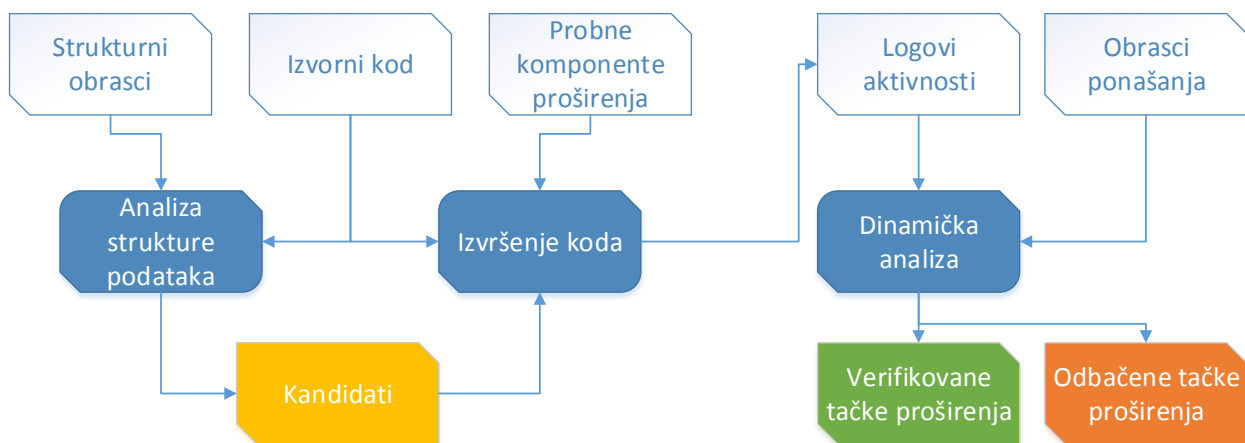 Strukturni
obrasci
Izvorni kod
Probne
komponente
proširenja
Logovi
aktivnosti
Obrasci
ponašanja
Analiza
strukture
podataka
Izvršenje koda
Dinamička
analiza
Kandidati
Verifikovane
tačke proširenja
Odbačene tačke
proširenja